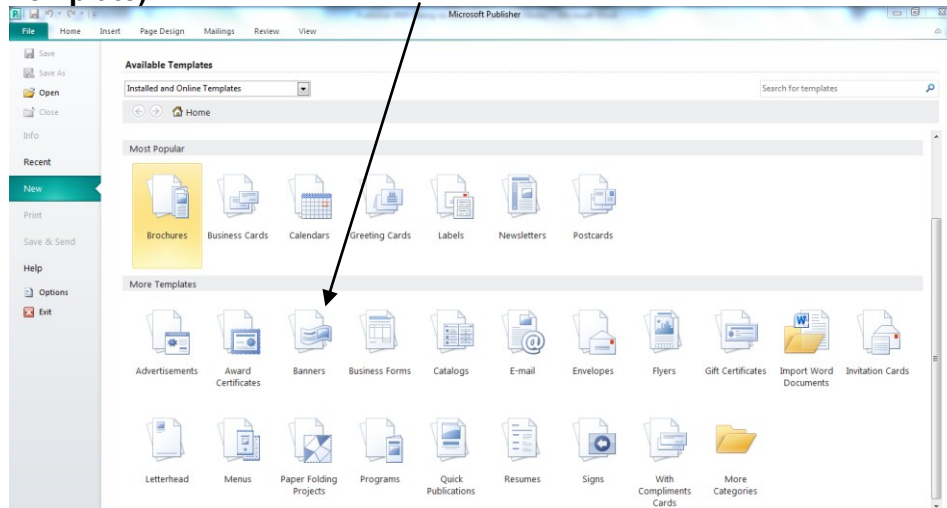 Microsoft Publisher
File Home Insert Page Design Mailings Review View
Save
Save As
Open
Close
Info
Recent
New
Print
Save & Send
Help
Options
Exit
Available Templates
Installed and Online Templates
Search for templates
Home
Most Popular
Brochures Business Cards Calendars Greeting Cards Labels Newsletters Postcards
More Templates
Advertisements Award Certificates Banners Business Forms Catalogs E-mail Envelopes Flyers Gift Certificates Import Word Documents Invitation Cards
Letterhead Menus Paper Folding Projects Programs Quick Publications Resumes Signs With Compliments Cards More Categories